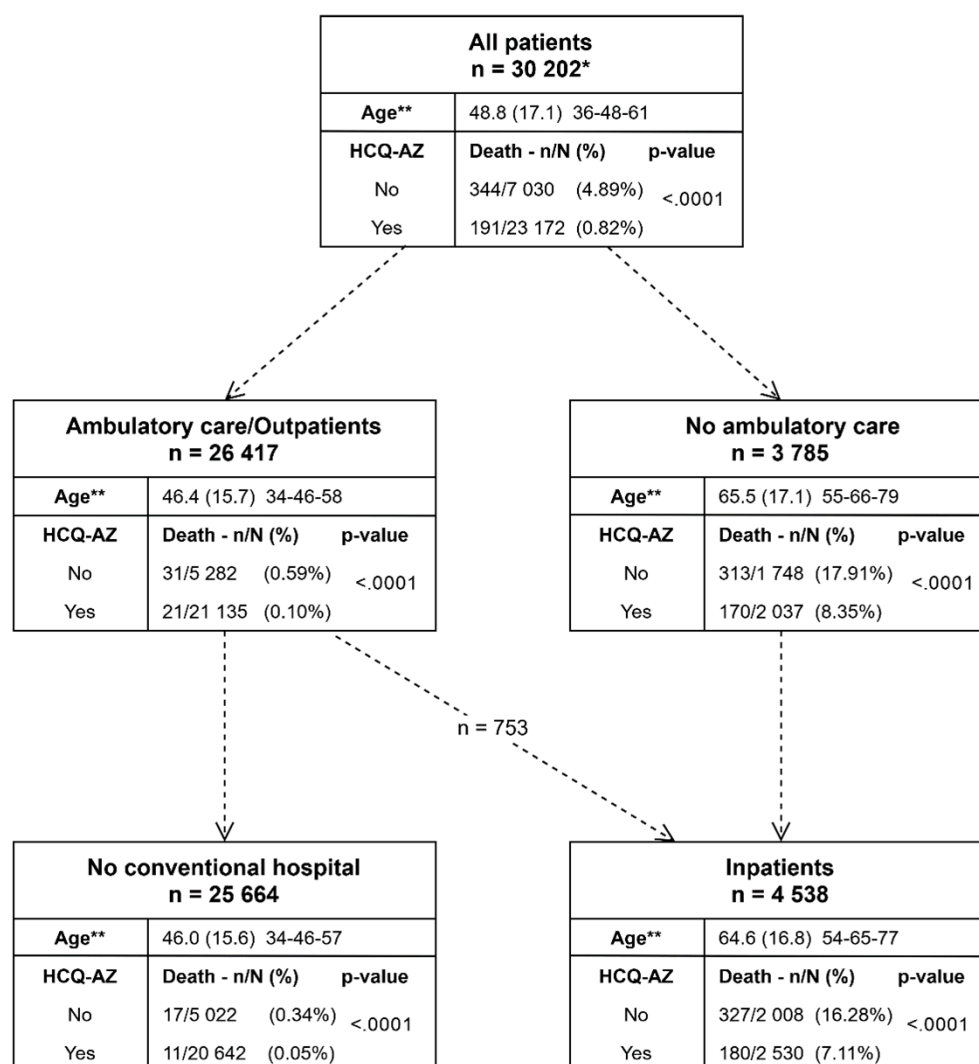 All patients
n = 30 202*
Age** 48.8 (17.1) 36-48-61
HCQ-AZ Death - n/N (%) p-value
No 344/7 030 (4.89%) <.0001
Yes 191/23 172 (0.82%)
Ambulatory care/Outpatients
n = 26 417
Age** 46.4 (15.7) 34-46-58
HCQ-AZ Death - n/N (%) p-value
No 31/5 282 (0.59%) <.0001
Yes 21/21 135 (0.10%)
No ambulatory care
n = 3 785
Age** 65.5 (17.1) 55-66-79
HCQ-AZ Death - n/N (%) p-value
No 313/1 748 (17.91%) <.0001
Yes 170/2 037 (8.35%)
n = 753
No conventional hospital
n = 25 664
Age** 46.0 (15.6) 34-46-57
HCQ-AZ Death - n/N (%) p-value
No 17/5 022 (0.34%) <.0001
Yes 11/20 642 (0.05%)
Inpatients
n = 4 538
Age** 64.6 (16.8) 54-65-77
HCQ-AZ Death - n/N (%) p-value
No 327/2 008 (16.28%) <.0001
Yes 180/2 530 (7.11%)